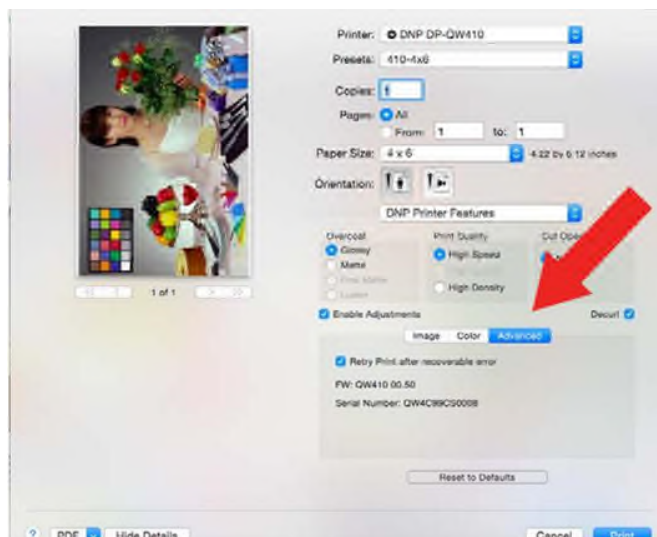 Printer: DNP DP-QW410
Presets: 410-4x6
Copies: 1
Pages: All
From: 1 to: 1
Paper Size: 4 x 6 4.22 by 6.12 inches
Orientation:
DNP Printer Features
Overcoat Print Quality Cut
Glossy High Speed
Matte
High Density
Enable Adjustments Decurl
Image Color Advanced
Retry Print after recoverable error
FW: QW410 00.50
Serial Number: QW4C99CS0008
Reset to Defaults
1 of 1
? PDF Hide Details Cancel Print